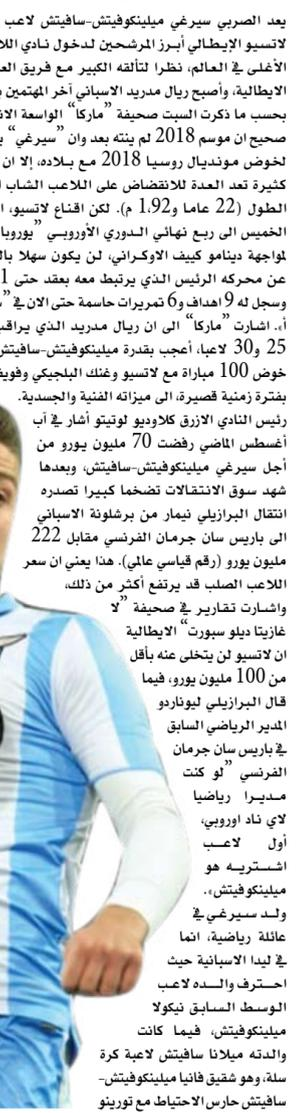 يعد الصربي سيرغي ميلينكوفيتش-سافيتش لاعب
لاتسيو الإيطالي أبرز المرشحين لدخول نادي اللا
الأغلى في العالم، نظرا لتألقه الكبير مع فريق الع
الايطالية، وأصبح ريال مدريد الاسباني آخر المهتمين ب
بحسب ما ذكرت السبت صحيفة ”ماركا“ الواسعة الان
صحيح ان موسم 2018 لم ينته بعد وان ”سيرغي“ ي
لخوض مونديال روسيا 2018 مع بلاده، إلا ان
كثيرة تعد العدة للانقضاض على اللاعب الشاب ا
الطول (22 عاما و1،92 م). لكن اقناع لاتسيو، ا
الخميس الى ربع نهائي الدوري الأوروبي ”يوروبا
لمواجهة دينامو كييف الاوكراني، لن يكون سهلا بال
عن محركه الرئيس الذي يرتبط معه بعقد حتى 1
وسجل له 9 اهداف و6 تمريرات حاسمة حتى الان في ”س
أ». اشارت ”ماركا“ الى ان ريال مدريد الذي يراقب
25 و30 لاعبا، أعجب بقدرة ميلينكوفيتش-سافيتش
خوض 100 مباراة مع لاتسيو وغنك البلجيكي وفويف
بفترة زمنية قصيرة، الى ميزاته الفنية والجسدية.
رئيس النادي الازرق كلاوديو لوتيتو أشار في آب
أغسطس الماضي رفضت 70 مليون يورو من
أجل سيرغي ميلينكوفيتش-سافيتش، وبعدها
شهد سوق الانتقالات تضخما كبيرا تصدره
انتقال البرازيلي نيمار من برشلونة الاسباني
الى باريس سان جرمان الفرنسي مقابل 222
مليون يورو (رقم قياسي عالمي). هذا يعني ان سعر
اللاعب الصلب قد يرتفع أكثر من ذلك،
واشارت تقارير في صحيفة ”لا
غازيتا ديلو سبورت“ الايطالية
ان لاتسيو لن يتخلى عنه بأقل
من 100 مليون يورو، فيما
قال البرازيلي ليوناردو
المدير الرياضي السابق
في باريس سان جرمان
الفرنسي ”لو كنت
مديرا رياضيا
لاي ناد اوروبي،
أول لاعب
اشتريه هو
ميلينكوفيتش».
ولد سيرغي في
عائلة رياضية، انما
في ليدا الاسبانية حيث
احترف والده لاعب
الوسط السابق نيكولا
ميلينكوفيتش، فيما كانت
والدته ميلانا سافيتش لاعبة كرة
سلة، وهو شقيق فانيا ميلينكوفيتش-
سافيتش حارس الاحتياط مع تورينو